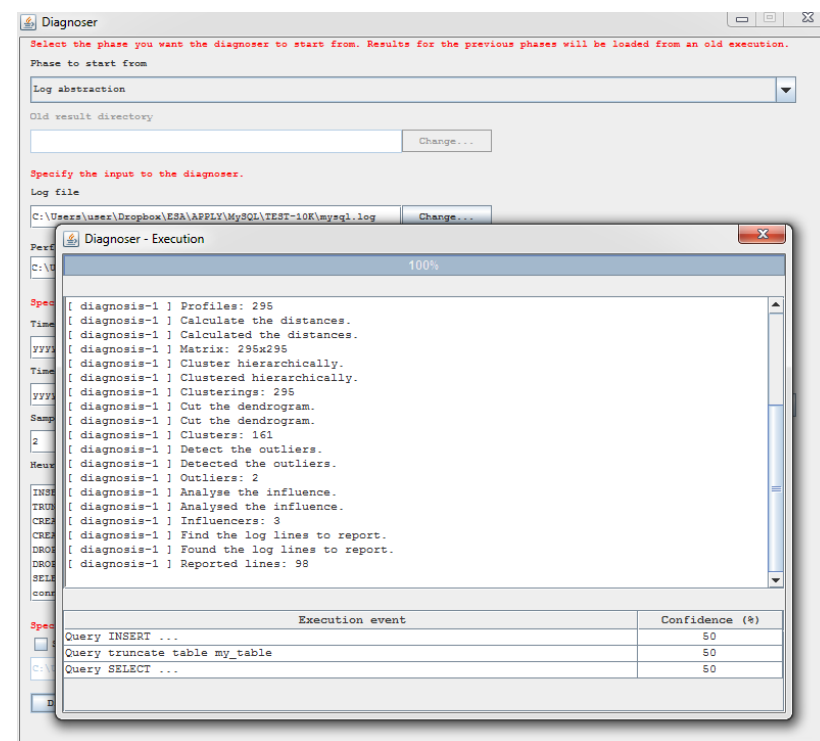 Diagnoser
Select the phase you want the diagnoser to start from. Results for the previous phases will be loaded from an old execution.
Phase to start from
Log abstraction
Old result directory
Change...
Specify the input to the diagnoser.
Log file
C:\Users\user\Dropbox\ESA\APPLY\MySQL\TEST-10K\mysql.log
Change...
Diagnoser - Execution
100%
[ diagnosis-1 ] Profiles: 295
[ diagnosis-1 ] Calculate the distances.
[ diagnosis-1 ] Calculated the distances.
[ diagnosis-1 ] Matrix: 295x295
[ diagnosis-1 ] Cluster hierarchically.
[ diagnosis-1 ] Clustered hierarchically.
[ diagnosis-1 ] Clusterings: 295
[ diagnosis-1 ] Cut the dendrogram.
[ diagnosis-1 ] Cut the dendrogram.
[ diagnosis-1 ] Clusters: 161
[ diagnosis-1 ] Detect the outliers.
[ diagnosis-1 ] Detected the outliers.
[ diagnosis-1 ] Outliers: 2
[ diagnosis-1 ] Analyse the influence.
[ diagnosis-1 ] Analysed the influence.
[ diagnosis-1 ] Influencers: 3
[ diagnosis-1 ] Find the log lines to report.
[ diagnosis-1 ] Found the log lines to report.
[ diagnosis-1 ] Reported lines: 98
Execution event Confidence (%)
Query INSERT ... 50
Query truncate table my_table 50
Query SELECT ... 50
Time
Time
2